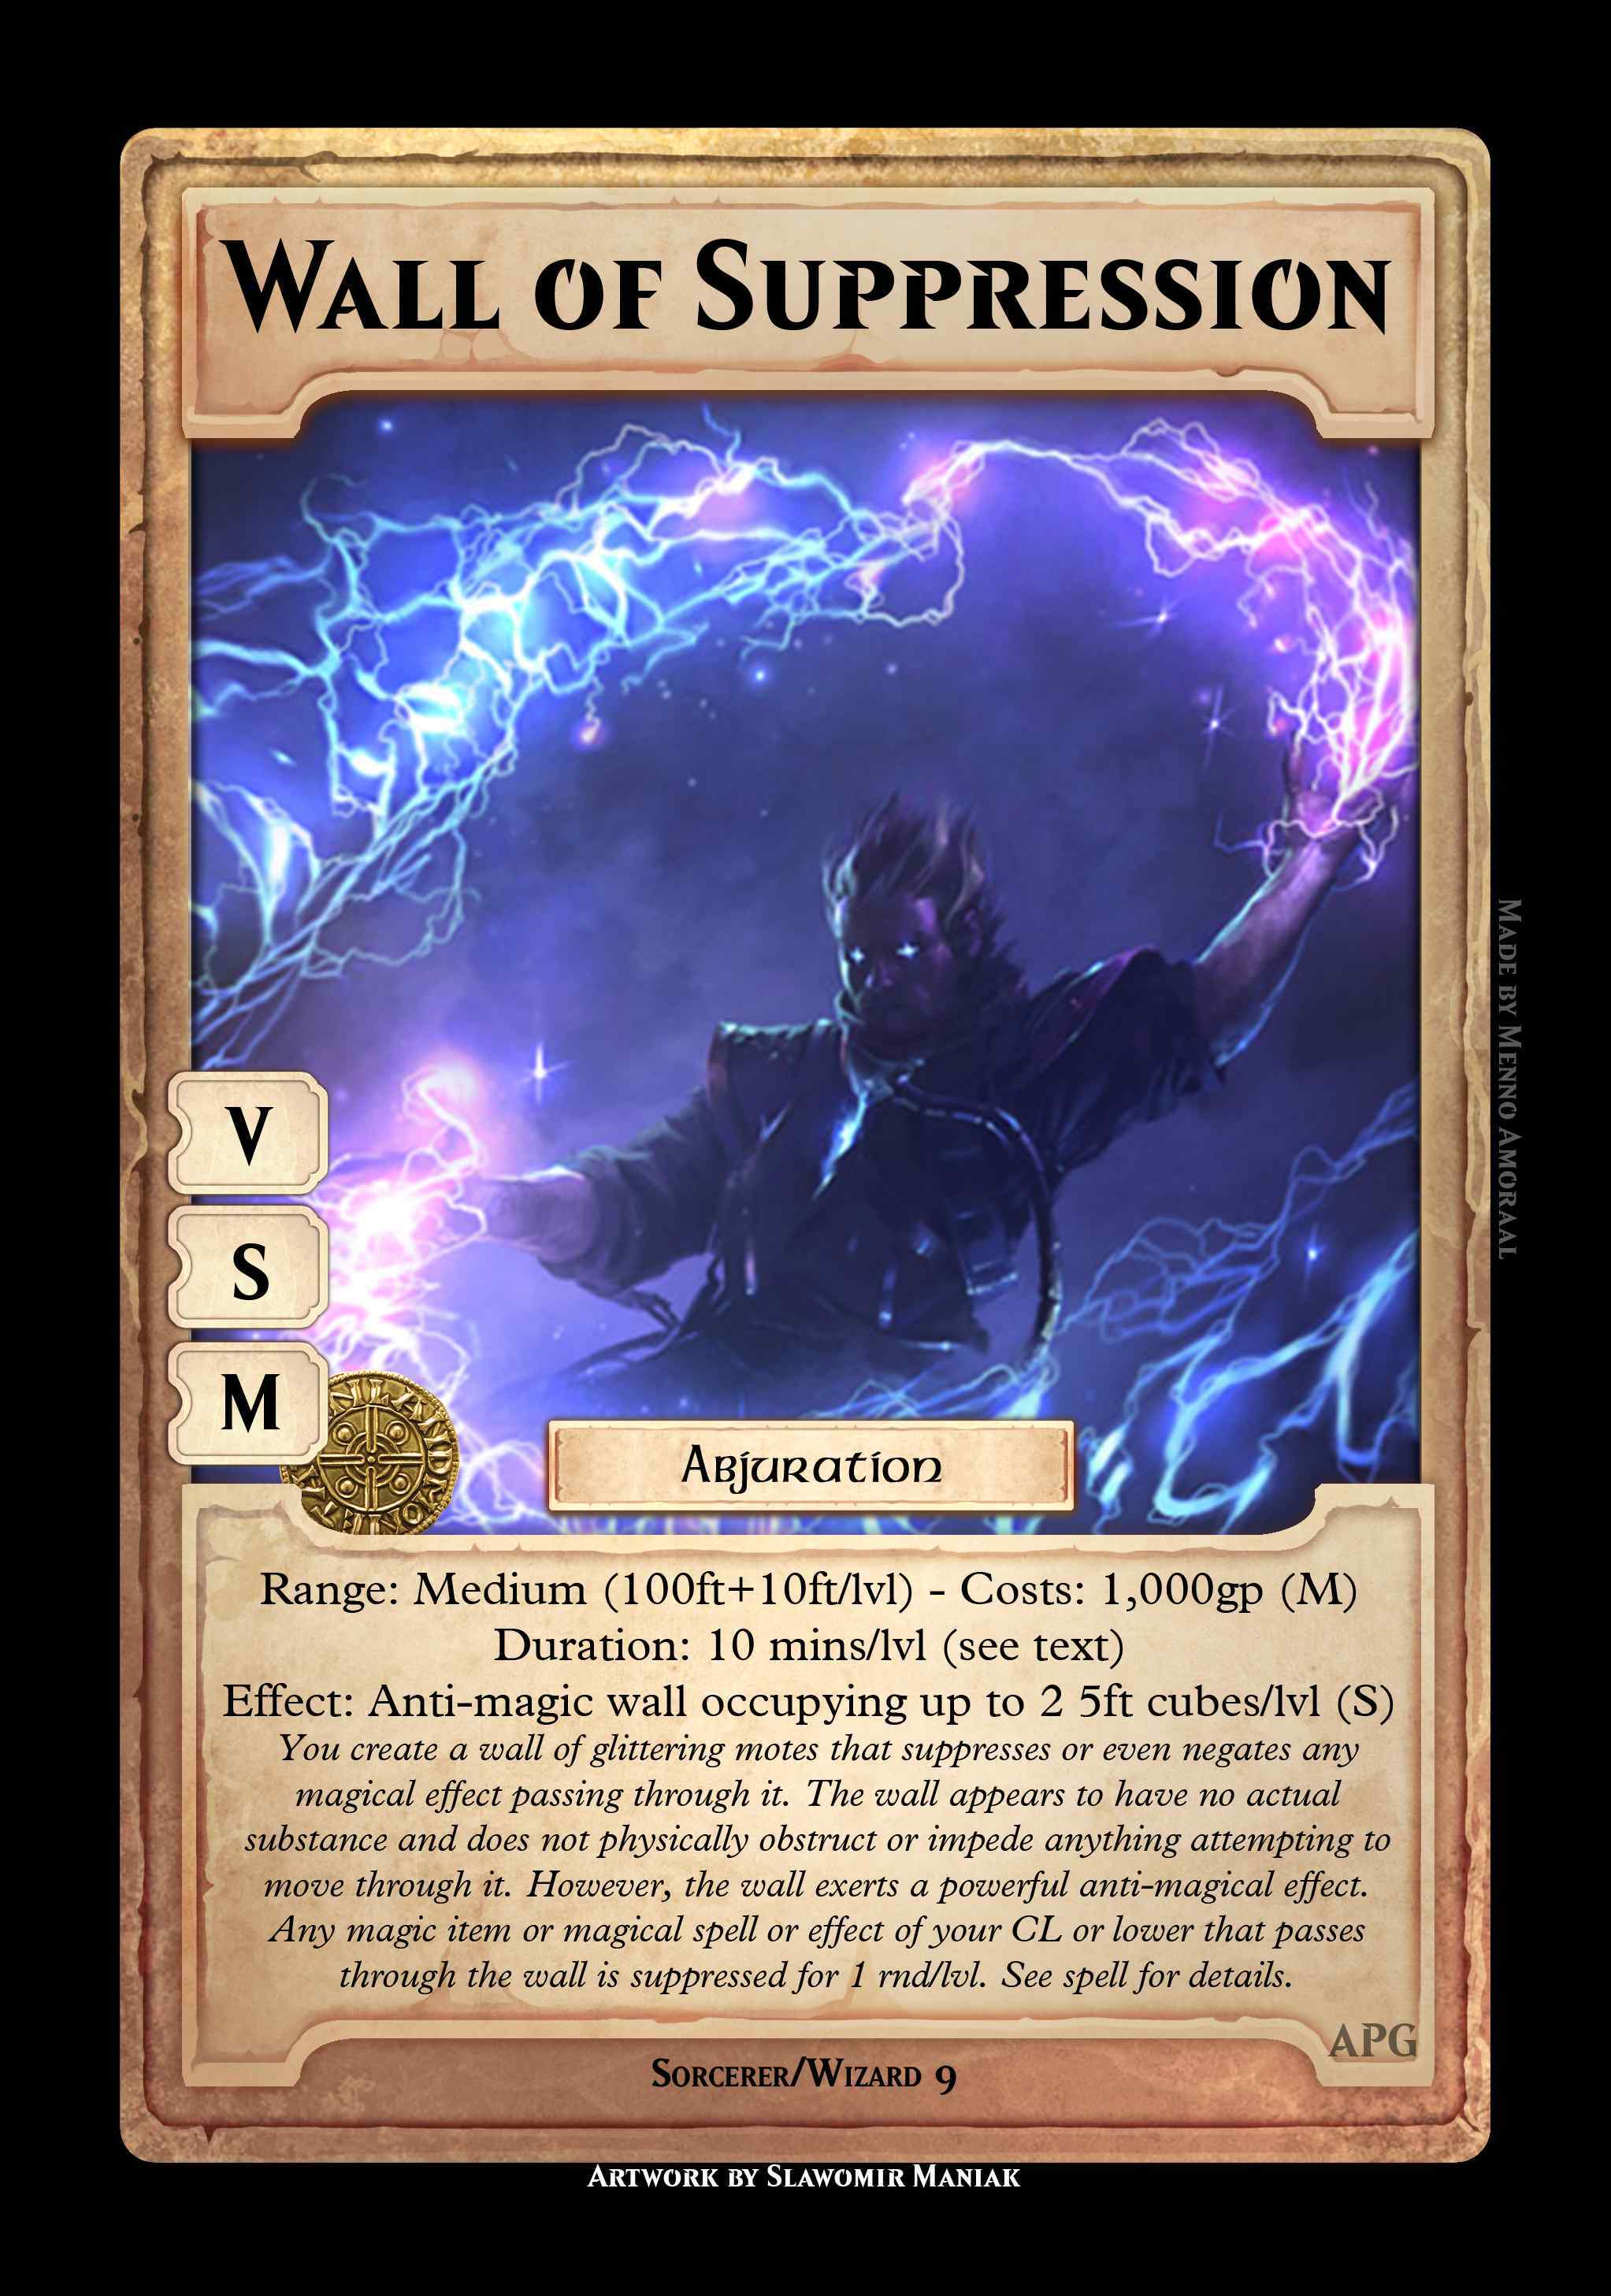 Wall of Suppression
V
S
M
Abjuration
Range: Medium (100ft+10ft/lvl) - Costs: 1,000gp (M)
Duration: 10 mins/lvl (see text)
Effect: Anti-magic wall occupying up to 2 5ft cubes/lvl (S)
You create a wall of glittering motes that suppresses or even negates any
magical effect passing through it. The wall appears to have no actual
substance and does not physically obstruct or impede anything attempting to
move through it. However, the wall exerts a powerful anti-magical effect.
Any magic item or magical spell or effect of your CL or lower that passes
through the wall is suppressed for 1 rnd/lvl. See spell for details.
APG
Sorcerer/Wizard 9
Artwork by Slawomir Maniak
Made by Menno Amoraal